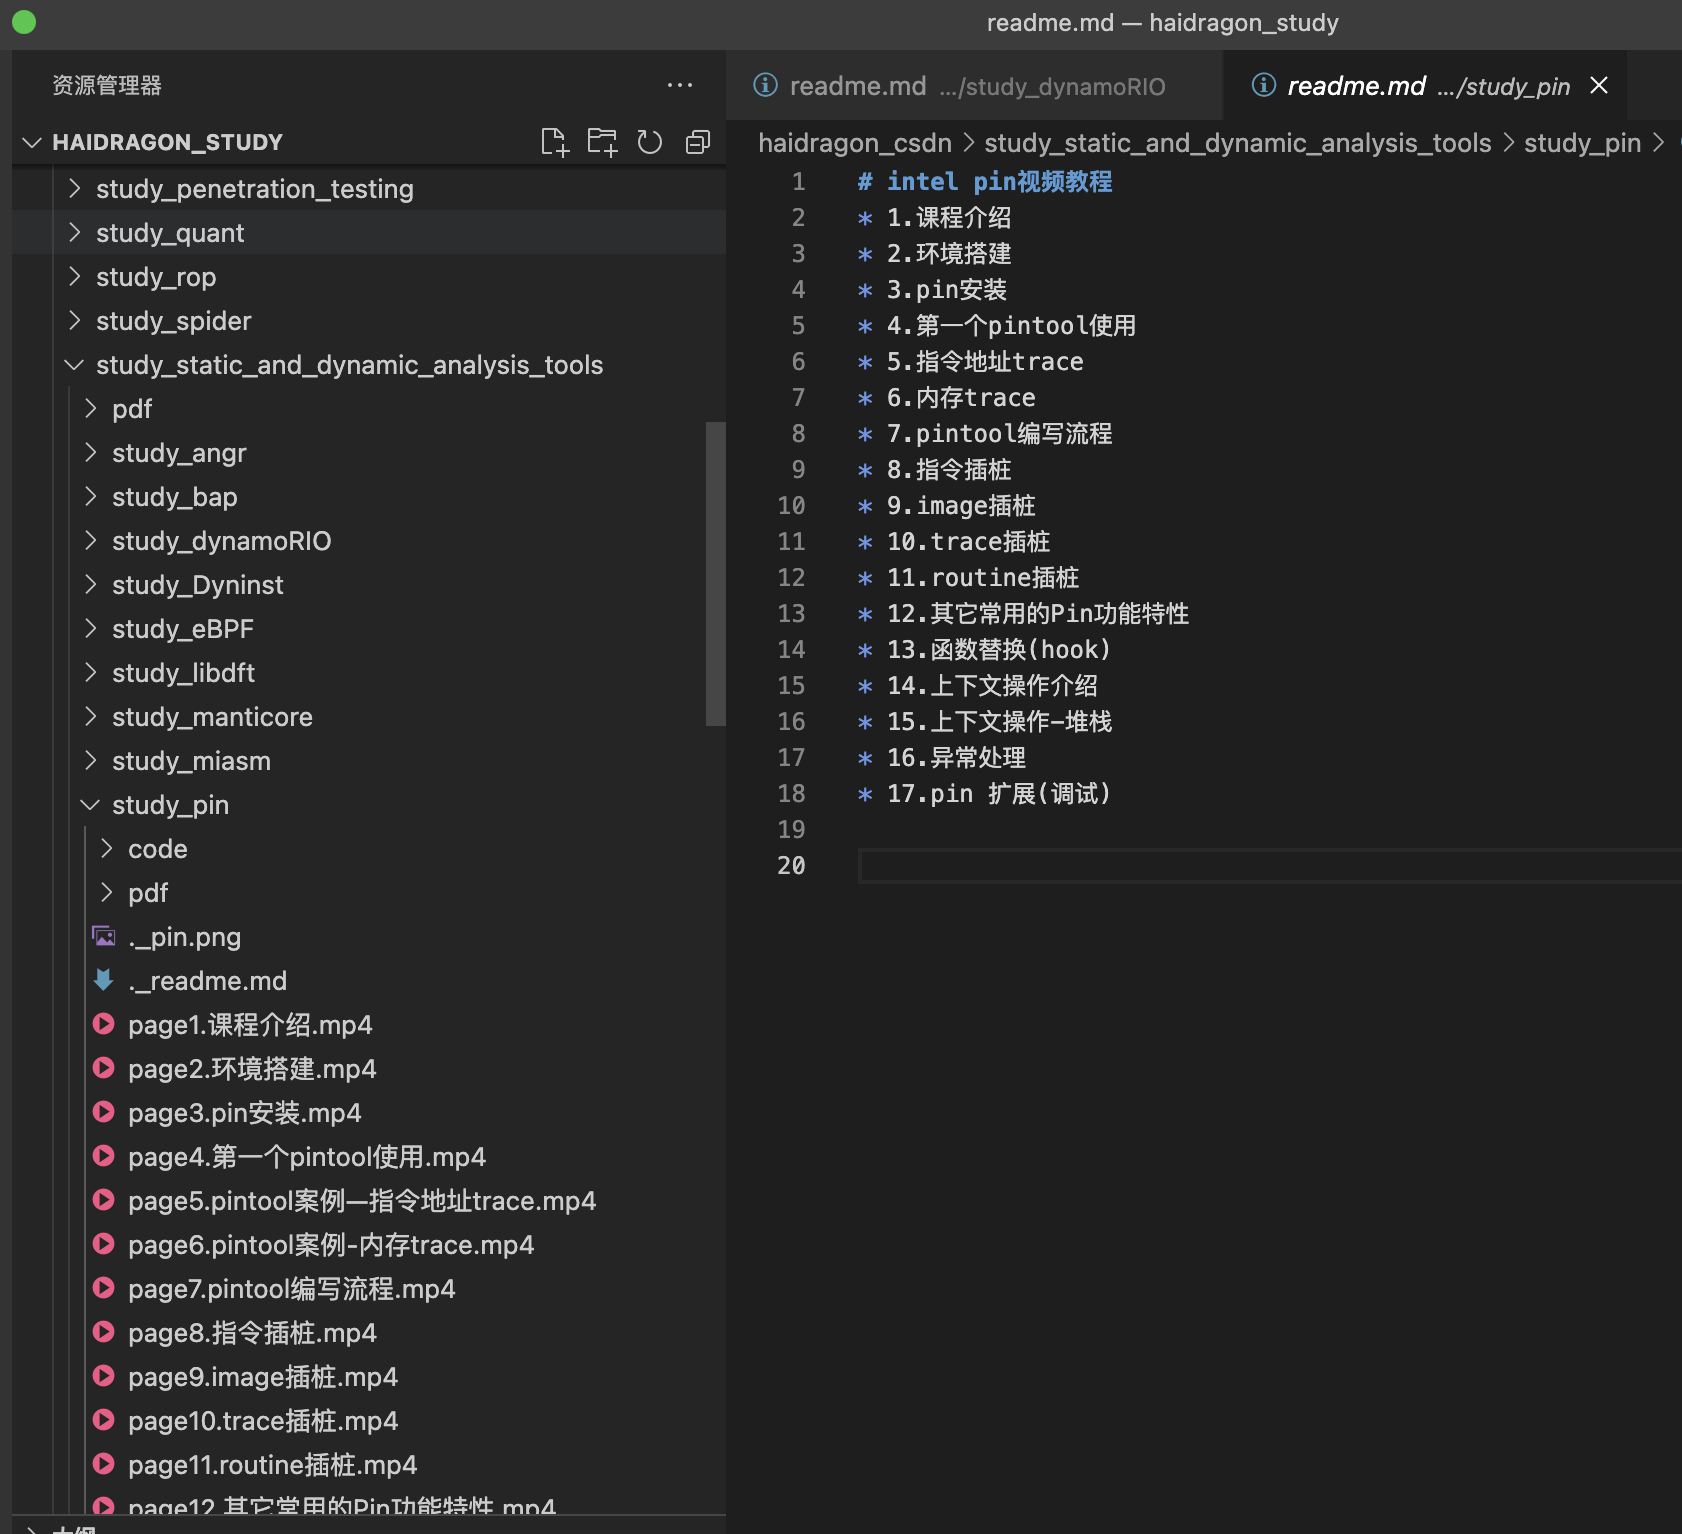 readme.md — haidragon_study
资源管理器
HAIDRAGON_STUDY
study_penetration_testing
study_quant
study_rop
study_spider
study_static_and_dynamic_analysis_tools
pdf
study_angr
study_bap
study_dynamoRIO
study_Dyninst
study_eBPF
study_libdft
study_manticore
study_miasm
study_pin
code
pdf
._pin.png
._readme.md
page1.课程介绍.mp4
page2.环境搭建.mp4
page3.pin安装.mp4
page4.第一个pintool使用.mp4
page5.pintool案例—指令地址trace.mp4
page6.pintool案例-内存trace.mp4
page7.pintool编写流程.mp4
page8.指令插桩.mp4
page9.image插桩.mp4
page10.trace插桩.mp4
page11.routine插桩.mp4
page12.其它常用的Pin功能特性.mp4
大纲
readme.md .../study_dynamoRIO
readme.md .../study_pin
haidragon_csdn > study_static_and_dynamic_analysis_tools > study_pin >
1 # intel pin视频教程
2 * 1.课程介绍
3 * 2.环境搭建
4 * 3.pin安装
5 * 4.第一个pintool使用
6 * 5.指令地址trace
7 * 6.内存trace
8 * 7.pintool编写流程
9 * 8.指令插桩
10 * 9.image插桩
11 * 10.trace插桩
12 * 11.routine插桩
13 * 12.其它常用的Pin功能特性
14 * 13.函数替换(hook)
15 * 14.上下文操作介绍
16 * 15.上下文操作-堆栈
17 * 16.异常处理
18 * 17.pin 扩展(调试)
19
20